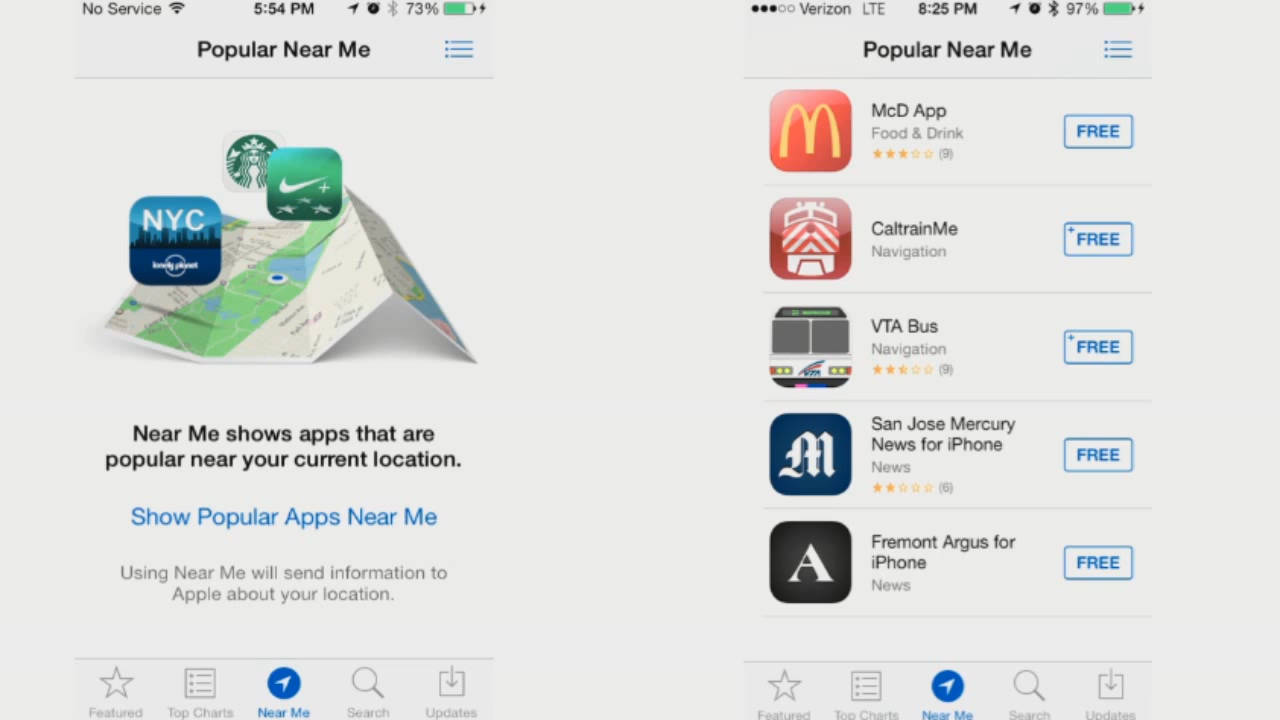 No Service
5:54 PM
73%
Popular Near Me
NYC
lonely planet
Near Me shows apps that are
popular near your current location.
Show Popular Apps Near Me
Using Near Me will send information to
Apple about your location.
Featured
Top Charts
Near Me
Search
Updates
Verizon LTE
8:25 PM
97%
Popular Near Me
McD App
Food & Drink
(9)
FREE
CaltrainMe
Navigation
+FREE
VTA Bus
Navigation
(9)
+FREE
VTA
San Jose Mercury
News for iPhone
News
(6)
FREE
M
Fremont Argus for
iPhone
News
FREE
A
Featured
Top Charts
Near Me
Search
Updates